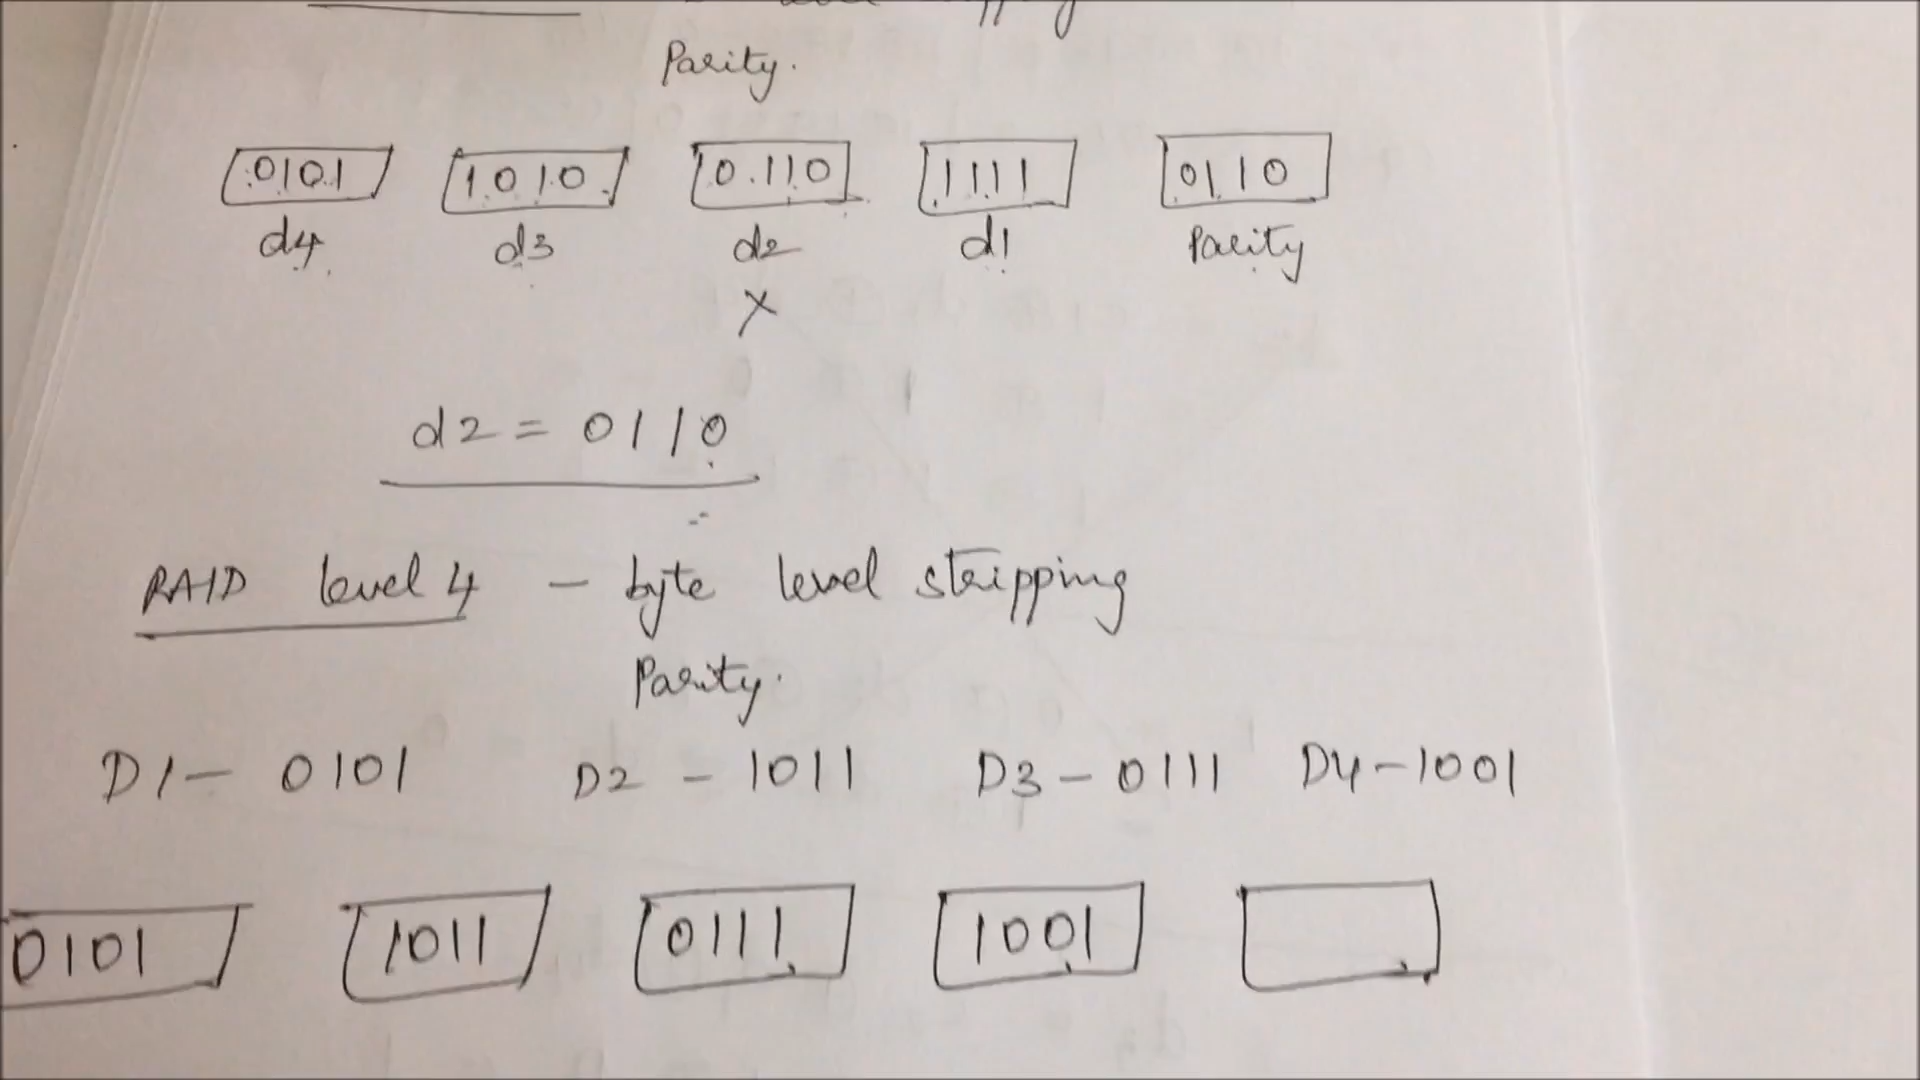 Parity.
0101 1010 0110 1111 0110
d4 d3 d2 d1 Parity
X
d2 = 0110
RAID level 4 - byte level stripping
Parity.
D1 - 0101 D2 - 1011 D3 - 0111 D4 - 1001
0101 1011 0111 1001